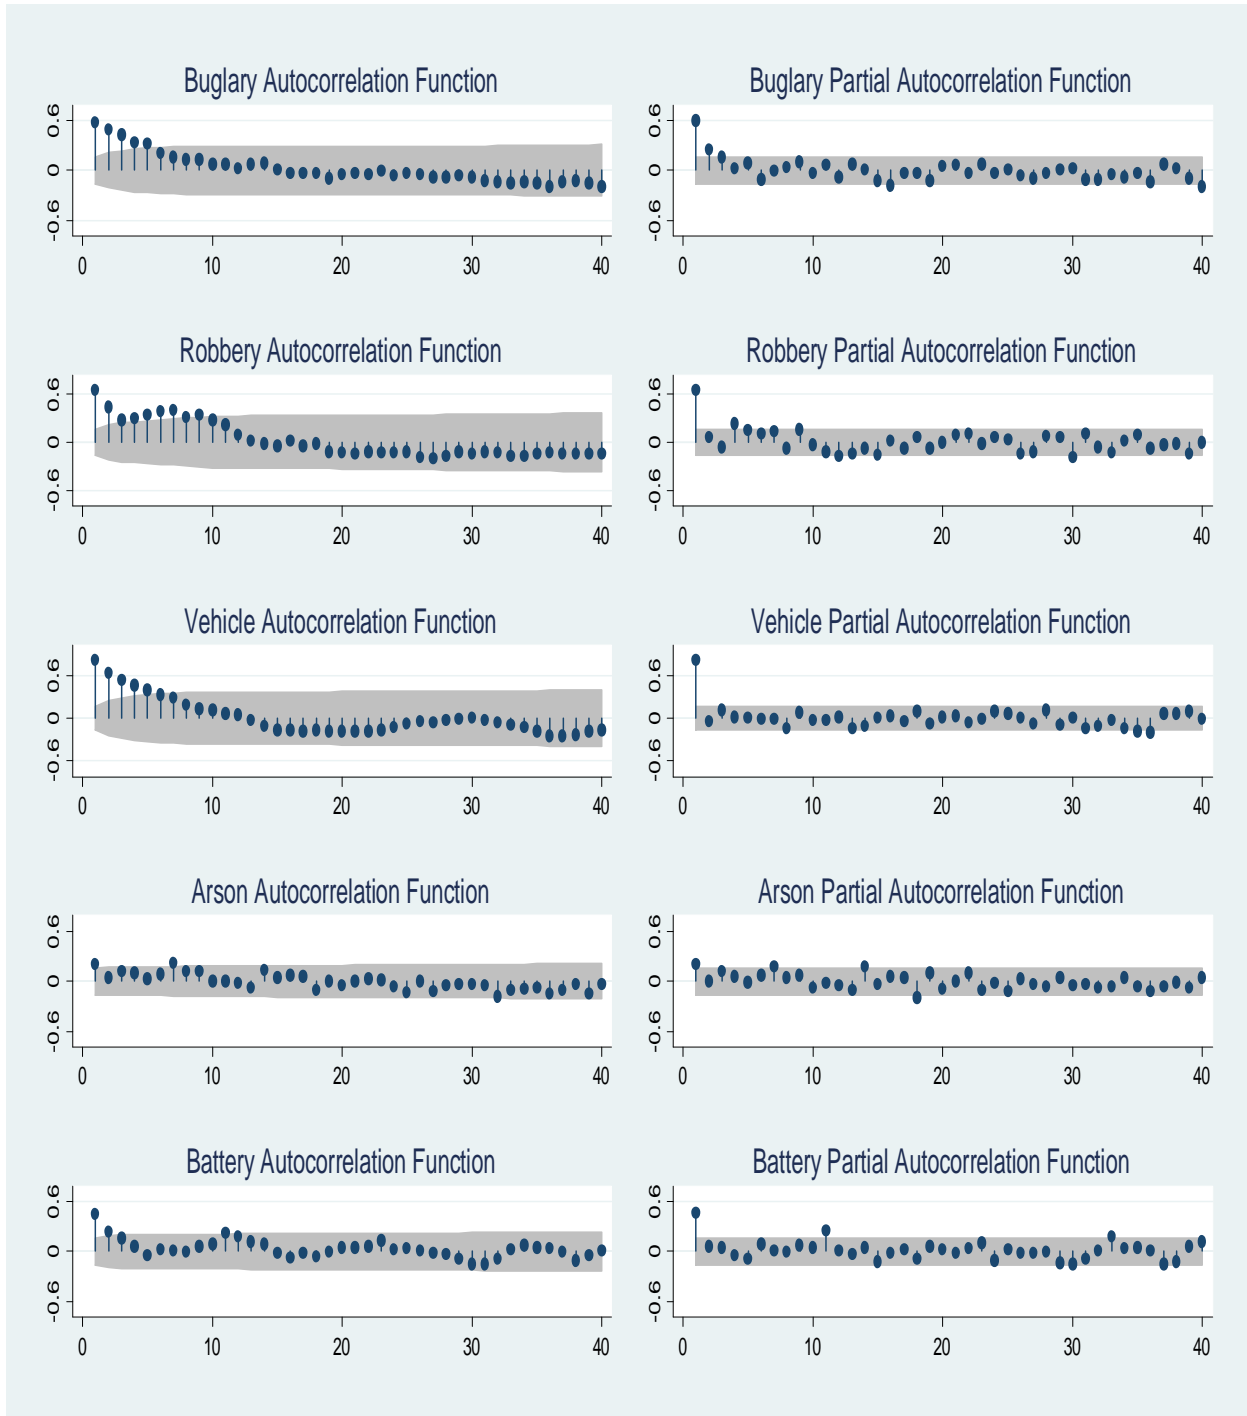 Buglary Autocorrelation Function
0.6
0
-0.6
0 10 20 30 40
Buglary Partial Autocorrelation Function
0.6
0
-0.6
0 10 20 30 40
Robbery Autocorrelation Function
0.6
0
-0.6
0 10 20 30 40
Robbery Partial Autocorrelation Function
0.6
0
-0.6
0 10 20 30 40
Vehicle Autocorrelation Function
0.6
0
-0.6
0 10 20 30 40
Vehicle Partial Autocorrelation Function
0.6
0
-0.6
0 10 20 30 40
Arson Autocorrelation Function
0.6
0
-0.6
0 10 20 30 40
Arson Partial Autocorrelation Function
0.6
0
-0.6
0 10 20 30 40
Battery Autocorrelation Function
0.6
0
-0.6
0 10 20 30 40
Battery Partial Autocorrelation Function
0.6
0
-0.6
0 10 20 30 40